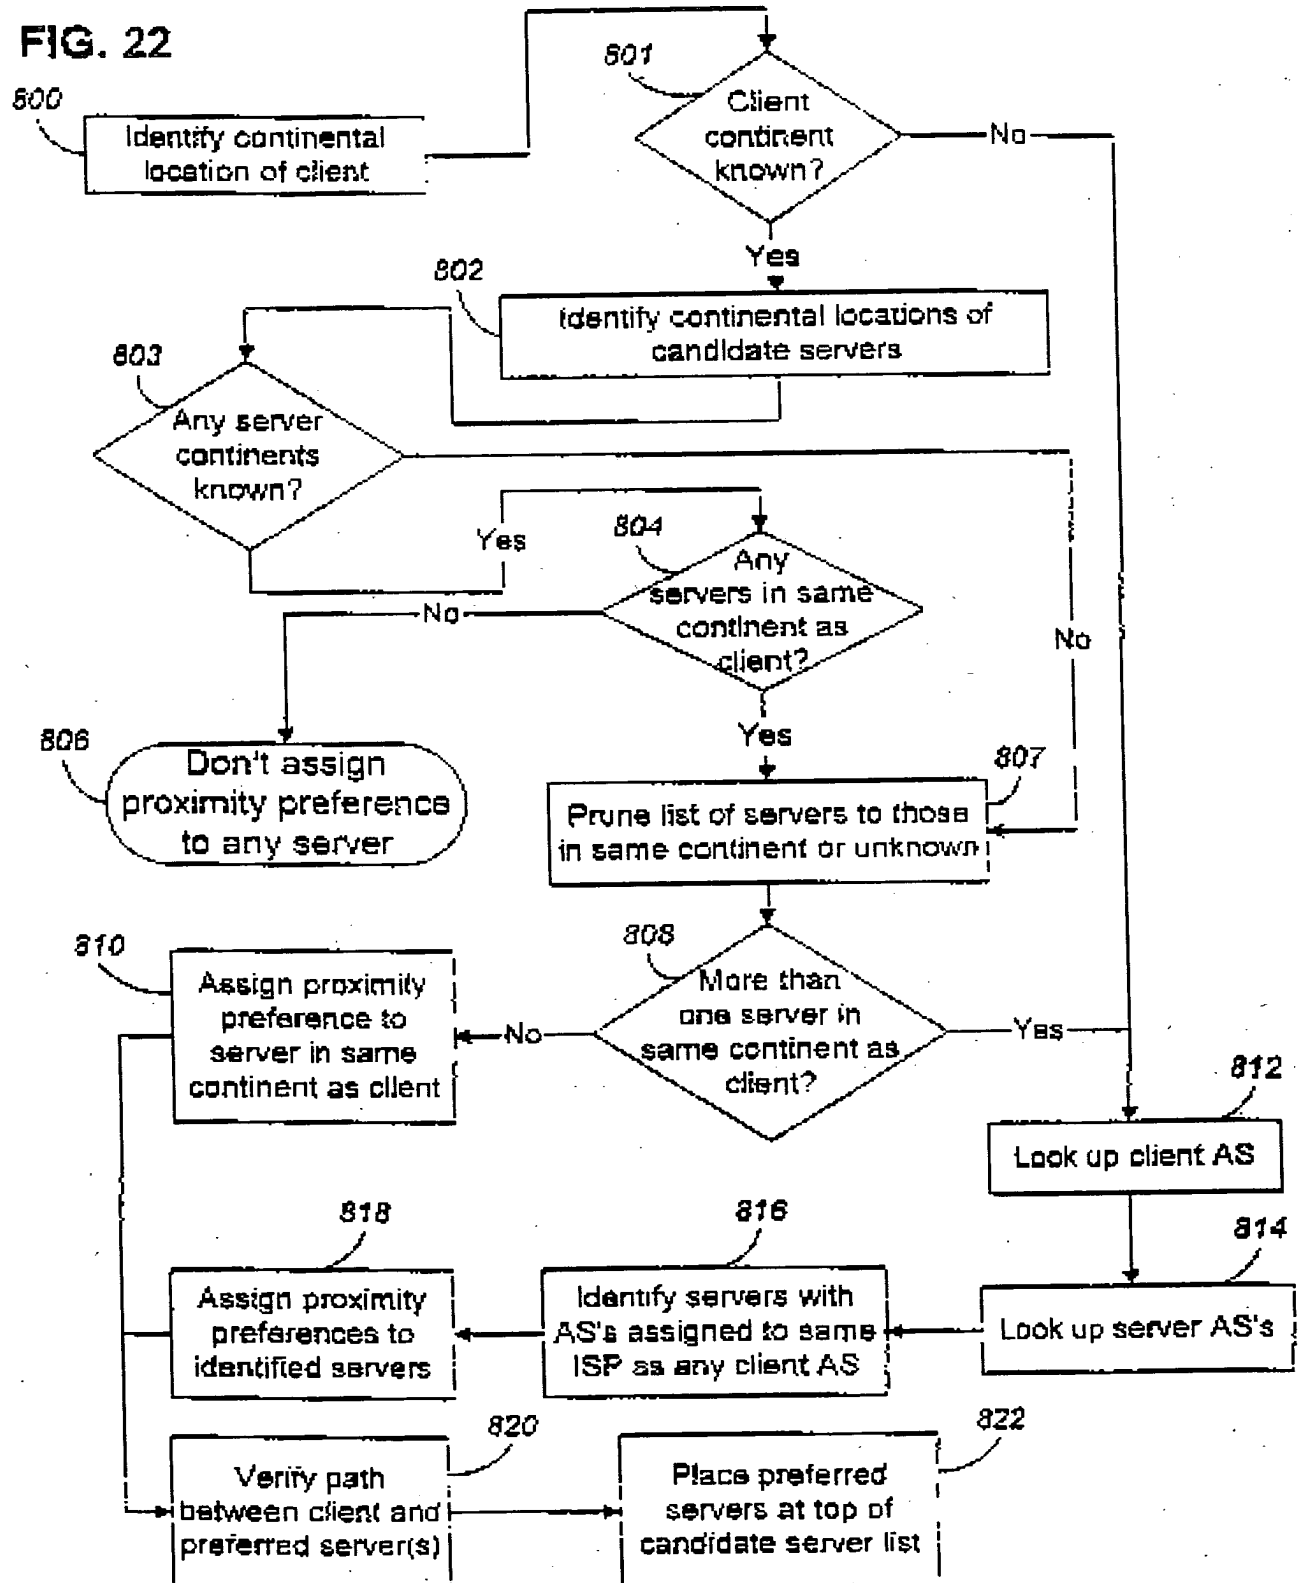 FIG. 22
800
Identify continental
location of client
801
Client
continent
known?
No
Yes
802
Identify continental locations of
candidate servers
803
Any server
continents
known?
Yes
804
Any
servers in same
continent as
client?
No
No
Yes
806
Don't assign
proximity preference
to any server
807
Prune list of servers to those
in same continent or unknown
808
More than
one server in
same continent as
client?
No
Yes
810
Assign proximity
preference to
server in same
continent as client
812
Look up client AS
814
Look up server AS's
816
Identify servers with
AS's assigned to same
ISP as any client AS
818
Assign proximity
preferences to
identified servers
820
Verify path
between client and
preferred server(s)
822
Place preferred
servers at top of
candidate server list